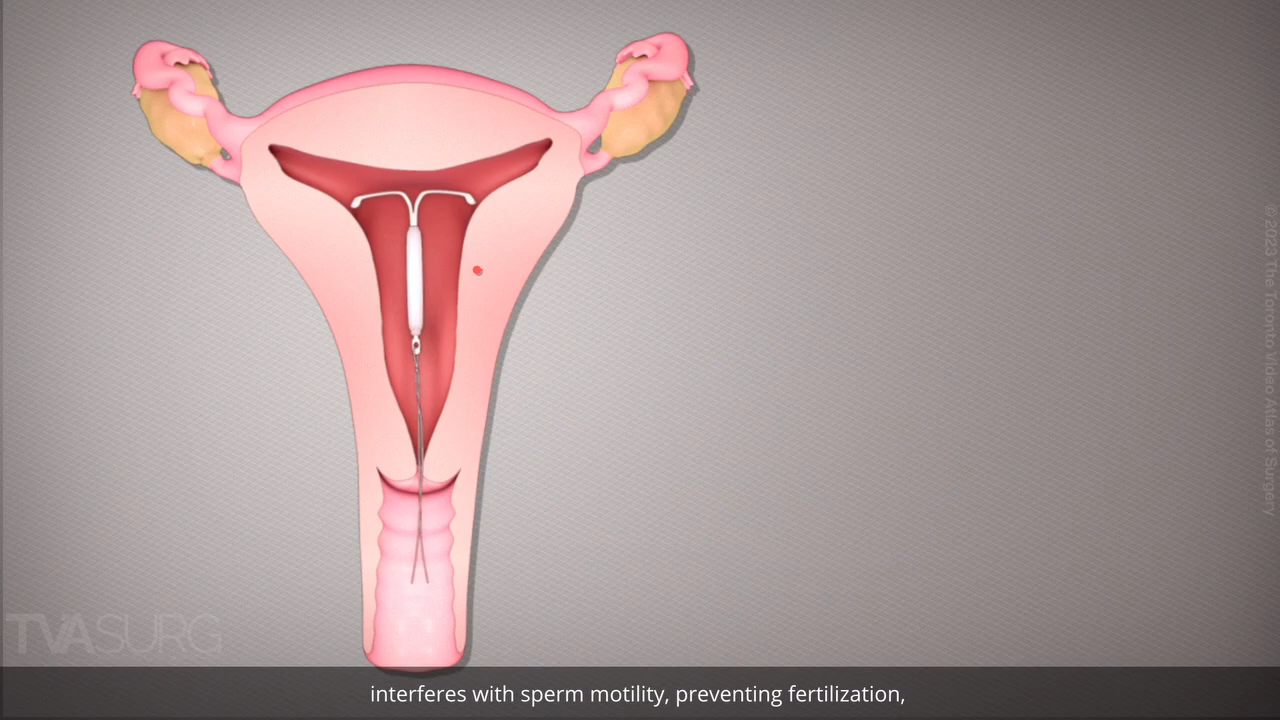 ©2023 The Toronto Video Atlas of Surgery
TVASURG
interferes with sperm motility, preventing fertilization,